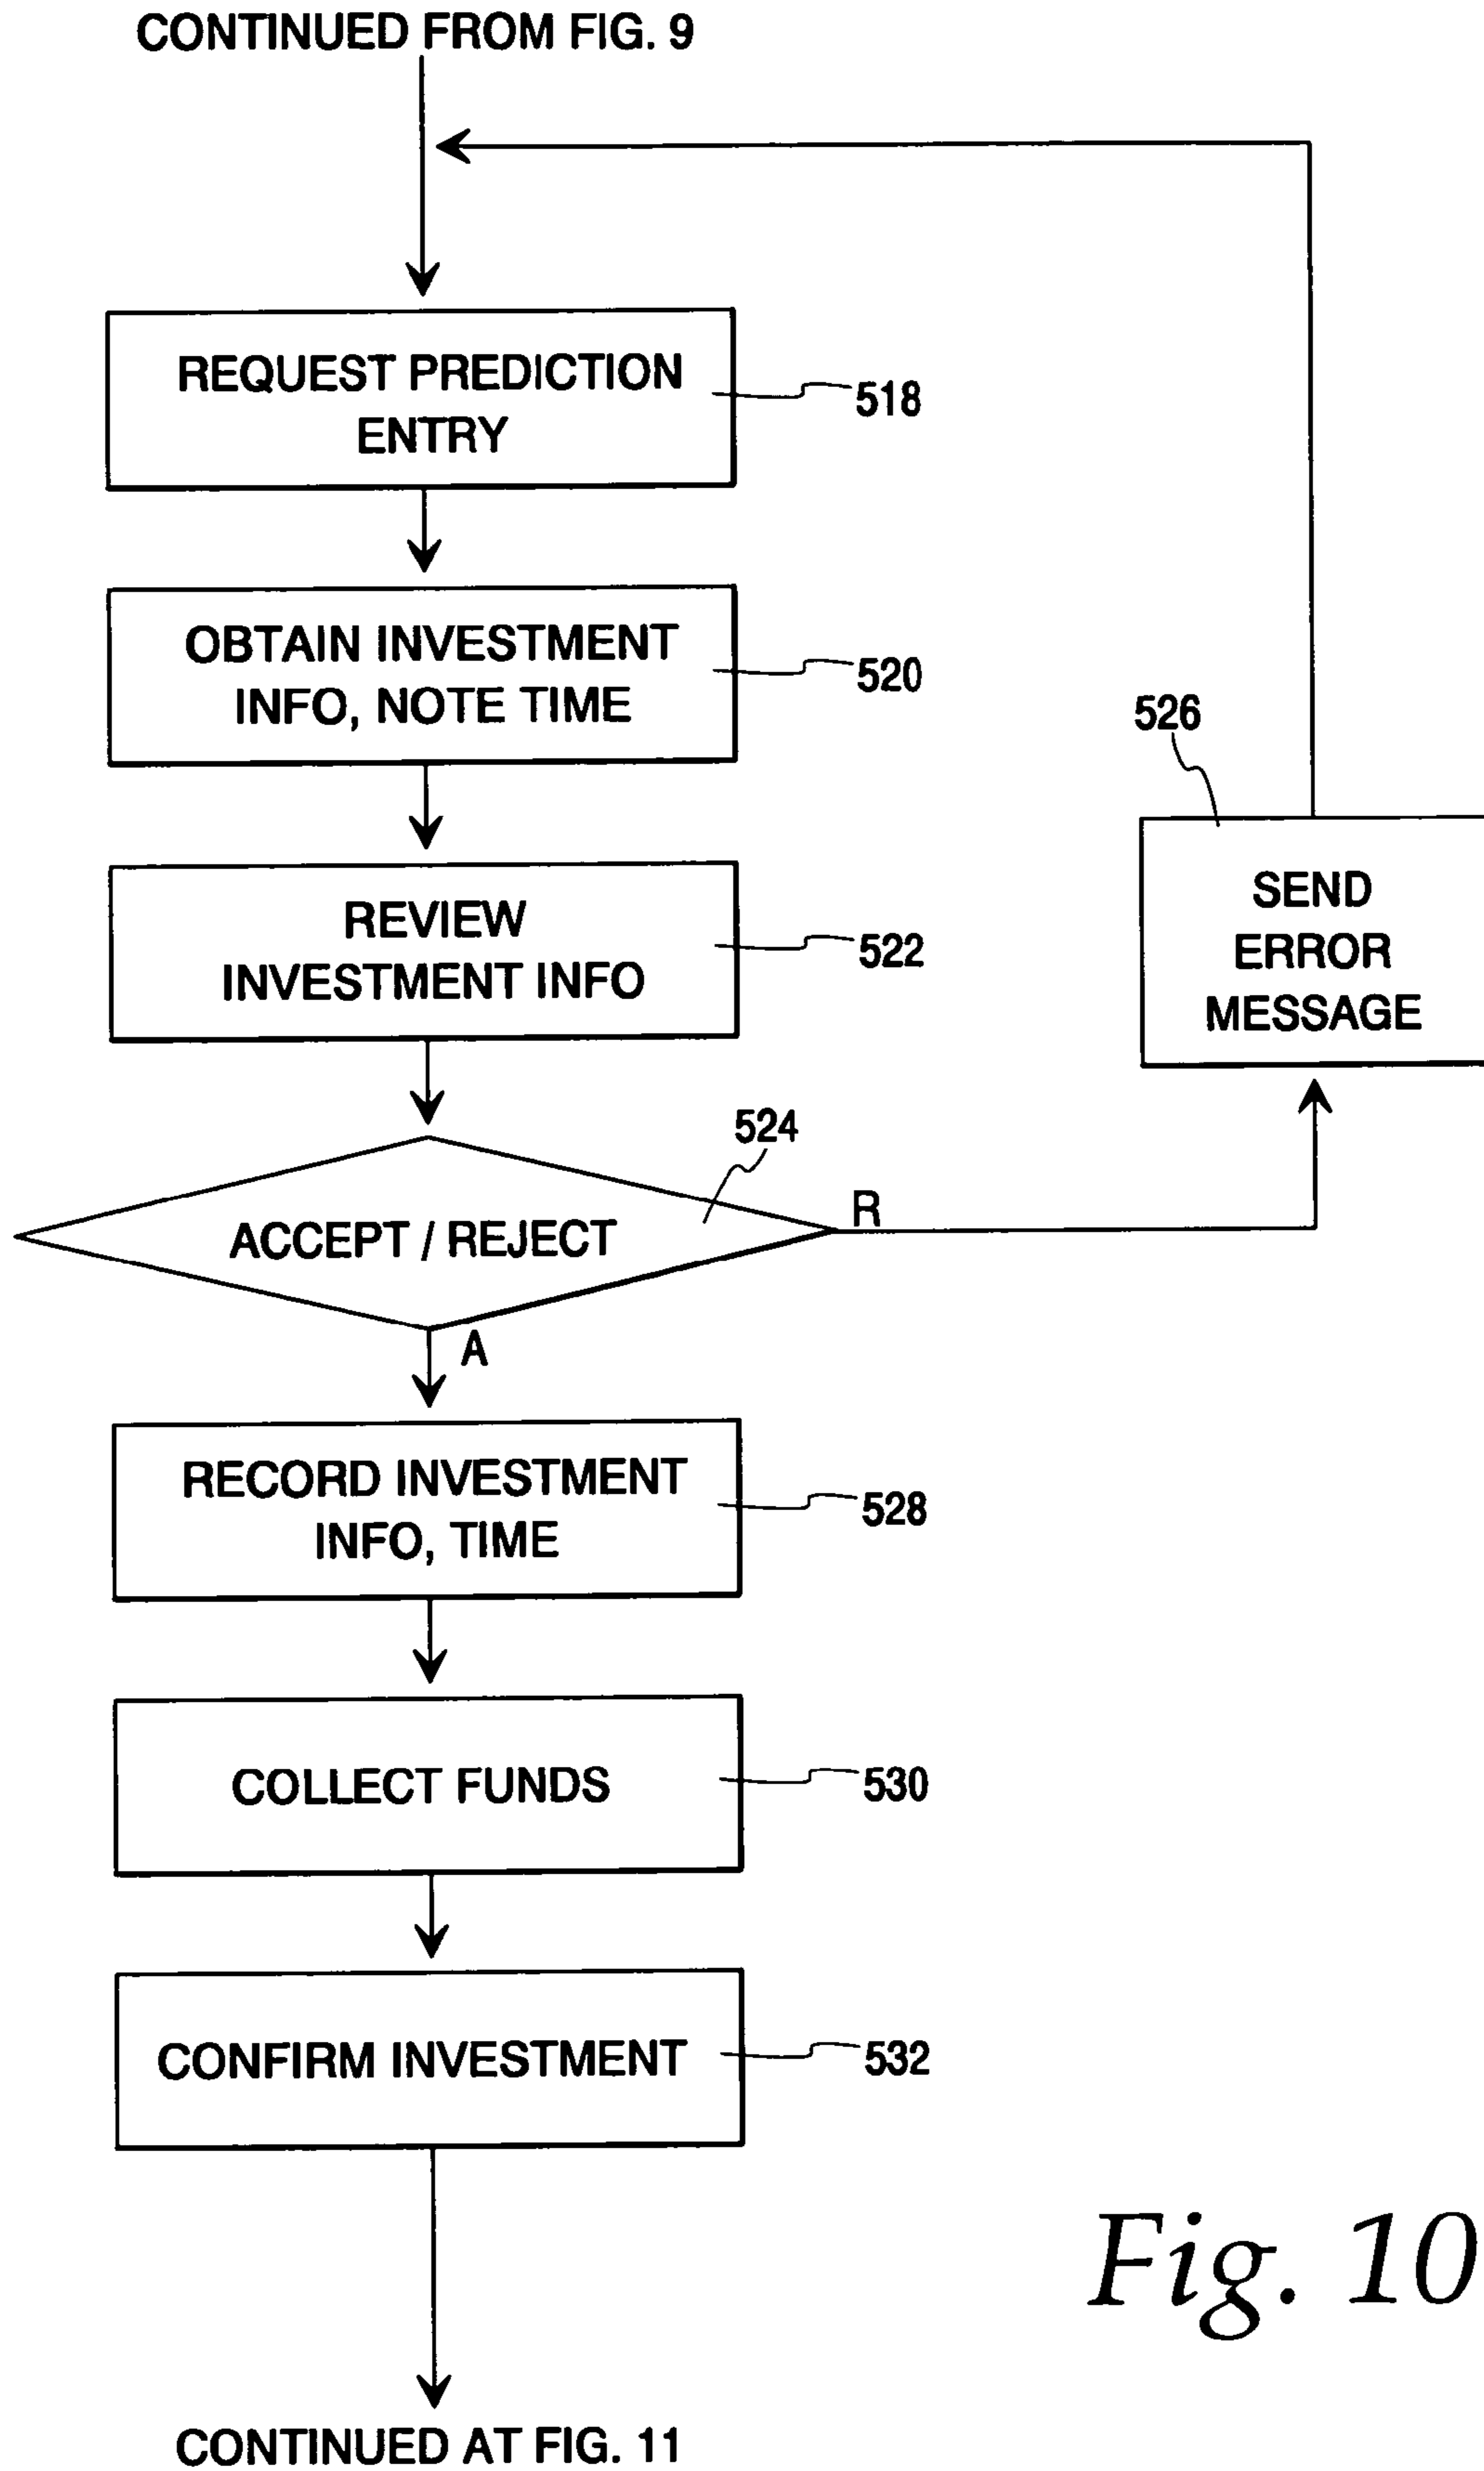 CONTINUED FROM FIG. 9
REQUEST PREDICTION
ENTRY
518
OBTAIN INVESTMENT
INFO, NOTE TIME
520
REVIEW
INVESTMENT INFO
522
526
SEND
ERROR
MESSAGE
524
ACCEPT / REJECT
R
A
RECORD INVESTMENT
INFO, TIME
528
COLLECT FUNDS
530
CONFIRM INVESTMENT
532
Fig. 10
CONTINUED AT FIG. 11